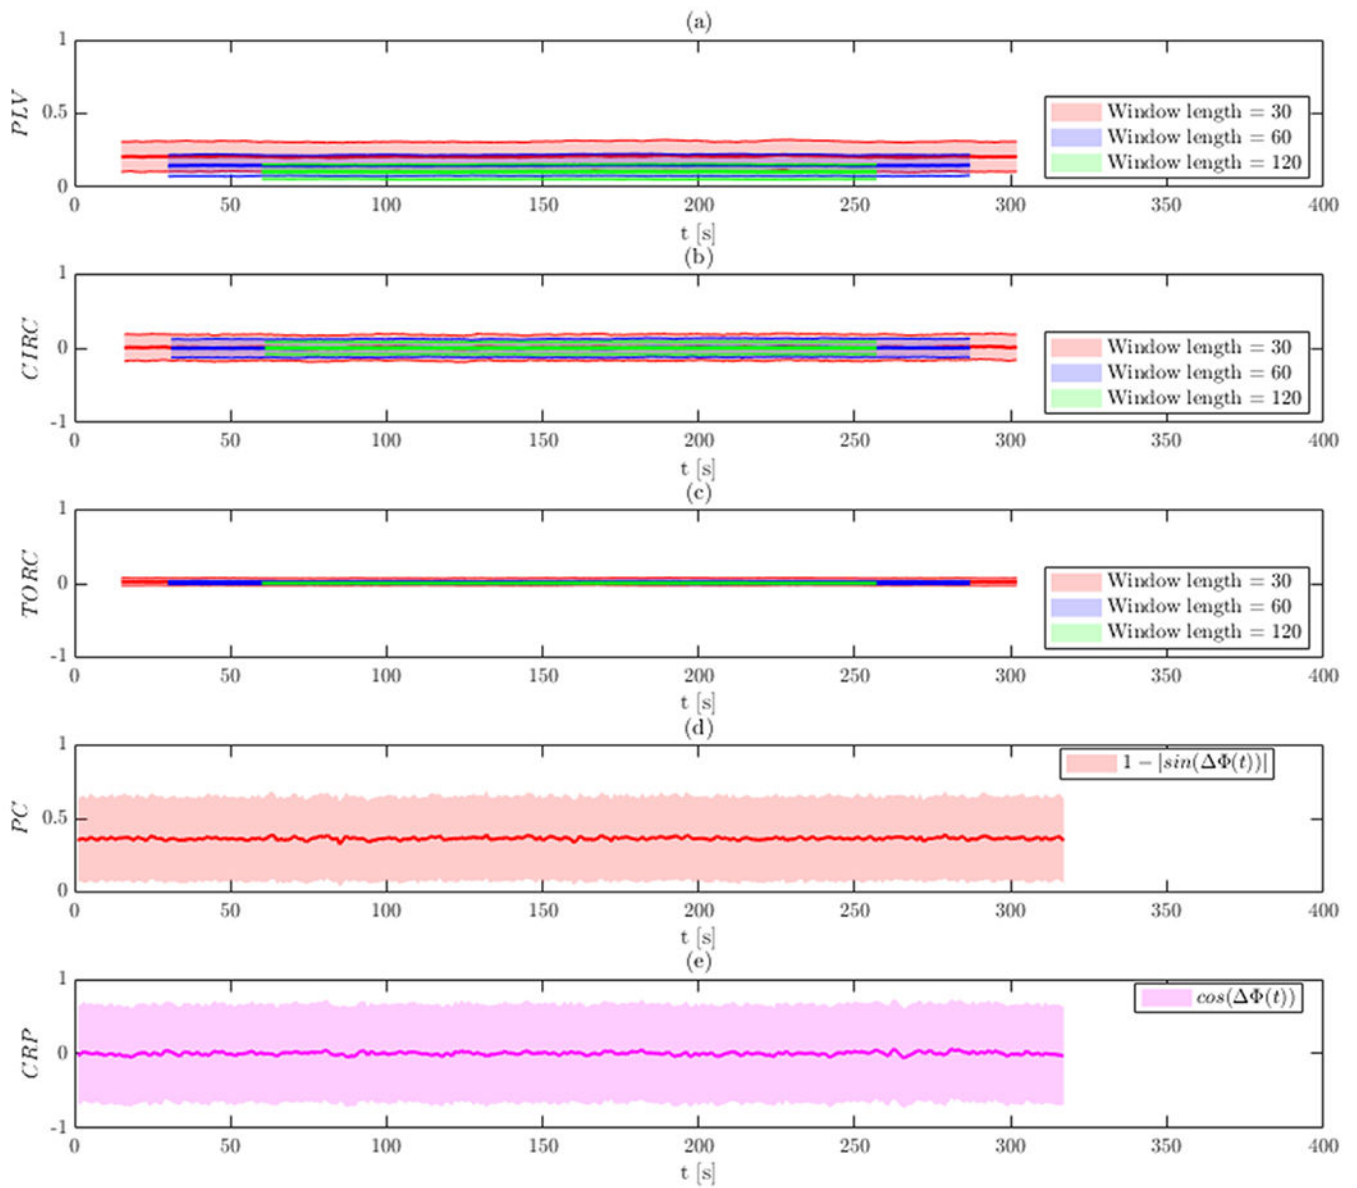 (a)
1
0.5
0
PLV
Window length = 30
Window length = 60
Window length = 120
0 50 100 150 200 250 300 350 400
t [s]
(b)
1
0
-1
CIRC
Window length = 30
Window length = 60
Window length = 120
0 50 100 150 200 250 300 350 400
t [s]
(c)
1
0
-1
TORC
Window length = 30
Window length = 60
Window length = 120
0 50 100 150 200 250 300 350 400
t [s]
(d)
1
0.5
0
PC
1 − |sin(ΔΦ(t))|
0 50 100 150 200 250 300 350 400
t [s]
(e)
1
0
-1
CRP
cos(ΔΦ(t))
0 50 100 150 200 250 300 350 400
t [s]